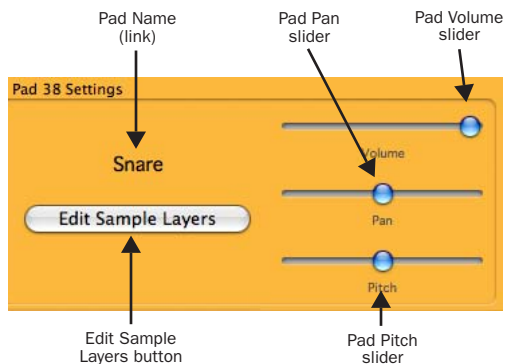 Pad Name
(link)
Pad Pan
slider
Pad Volume
slider
Pad 38 Settings
Volume
Snare
Edit Sample Layers
Pan
Pitch
Edit Sample
Layers button
Pad Pitch
slider